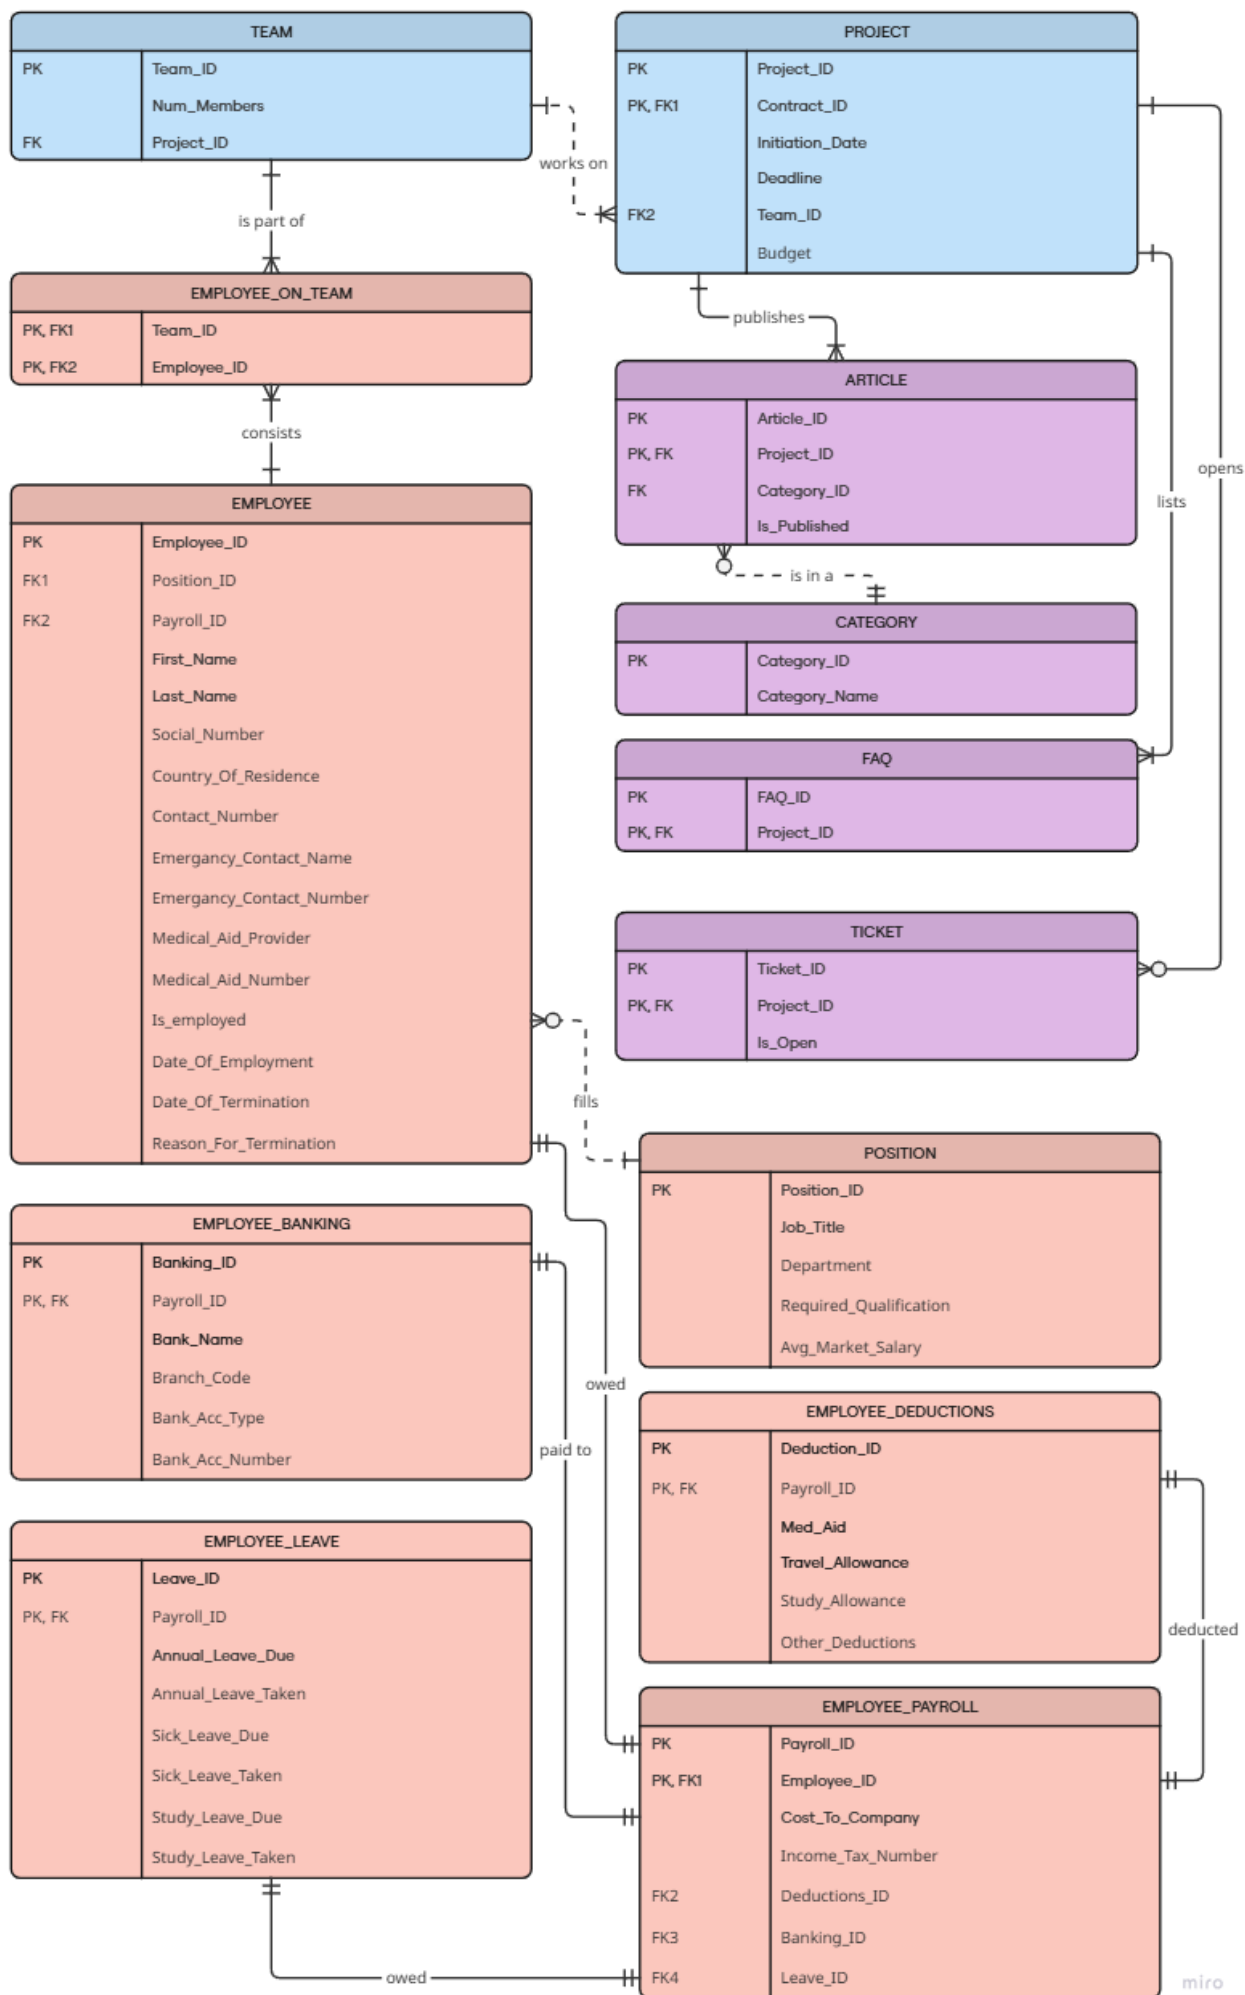 TEAM
PK Team_ID
Num_Members
FK Project_ID
works on
is part of
EMPLOYEE_ON_TEAM
PK, FK1 Team_ID
PK, FK2 Employee_ID
consists
EMPLOYEE
PK Employee_ID
FK1 Position_ID
FK2 Payroll_ID
First_Name
Last_Name
Social_Number
Country_Of_Residence
Contact_Number
Emergancy_Contact_Name
Emergancy_Contact_Number
Medical_Aid_Provider
Medical_Aid_Number
Is_employed
Date_Of_Employment
Date_Of_Termination
Reason_For_Termination
fills
EMPLOYEE_BANKING
PK Banking_ID
PK, FK Payroll_ID
Bank_Name
Branch_Code
Bank_Acc_Type
Bank_Acc_Number
owed
paid to
EMPLOYEE_LEAVE
PK Leave_ID
PK, FK Payroll_ID
Annual_Leave_Due
Annual_Leave_Taken
Sick_Leave_Due
Sick_Leave_Taken
Study_Leave_Due
Study_Leave_Taken
owed
PROJECT
PK Project_ID
PK, FK1 Contract_ID
Initiation_Date
Deadline
FK2 Team_ID
Budget
publishes
ARTICLE
PK Article_ID
PK, FK Project_ID
FK Category_ID
Is_Published
opens
lists
is in a
CATEGORY
PK Category_ID
Category_Name
FAQ
PK FAQ_ID
PK, FK Project_ID
TICKET
PK Ticket_ID
PK, FK Project_ID
Is_Open
POSITION
PK Position_ID
Job_Title
Department
Required_Qualification
Avg_Market_Salary
EMPLOYEE_DEDUCTIONS
PK Deduction_ID
PK, FK Payroll_ID
Med_Aid
Travel_Allowance
Study_Allowance
Other_Deductions
deducted
EMPLOYEE_PAYROLL
PK Payroll_ID
PK, FK1 Employee_ID
Cost_To_Company
Income_Tax_Number
FK2 Deductions_ID
FK3 Banking_ID
FK4 Leave_ID
miro